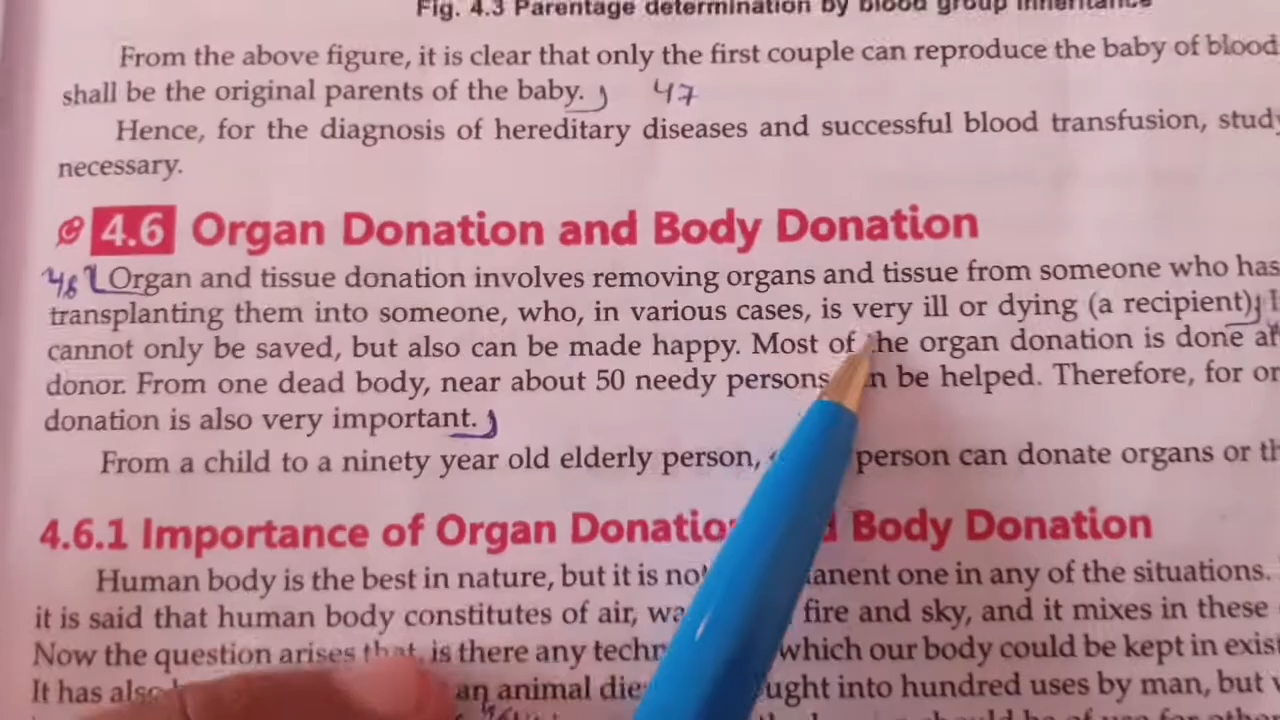 Fig. 4.3 Parentage determination by blood group inheritance
From the above figure, it is clear that only the first couple can reproduce the baby of blood
shall be the original parents of the baby. 47
Hence, for the diagnosis of hereditary diseases and successful blood transfusion, study
necessary.
4.6 Organ Donation and Body Donation
48 Organ and tissue donation involves removing organs and tissue from someone who has
transplanting them into someone, who, in various cases, is very ill or dying (a recipient)
cannot only be saved, but also can be made happy. Most of the organ donation is done
donor. From one dead body, near about 50 needy persons be helped. Therefore, for or
donation is also very important.
From a child to a ninety year old elderly person, person can donate organs or th
4.6.1 Importance of Organ Donation Body Donation
Human body is the best in nature, but it is not one in any of the situations.
it is said that human body constitutes of air, fire and sky, and it mixes in these
Now the question arises that, is there any which our body could be kept in
It has also an animal into hundred uses by man, but